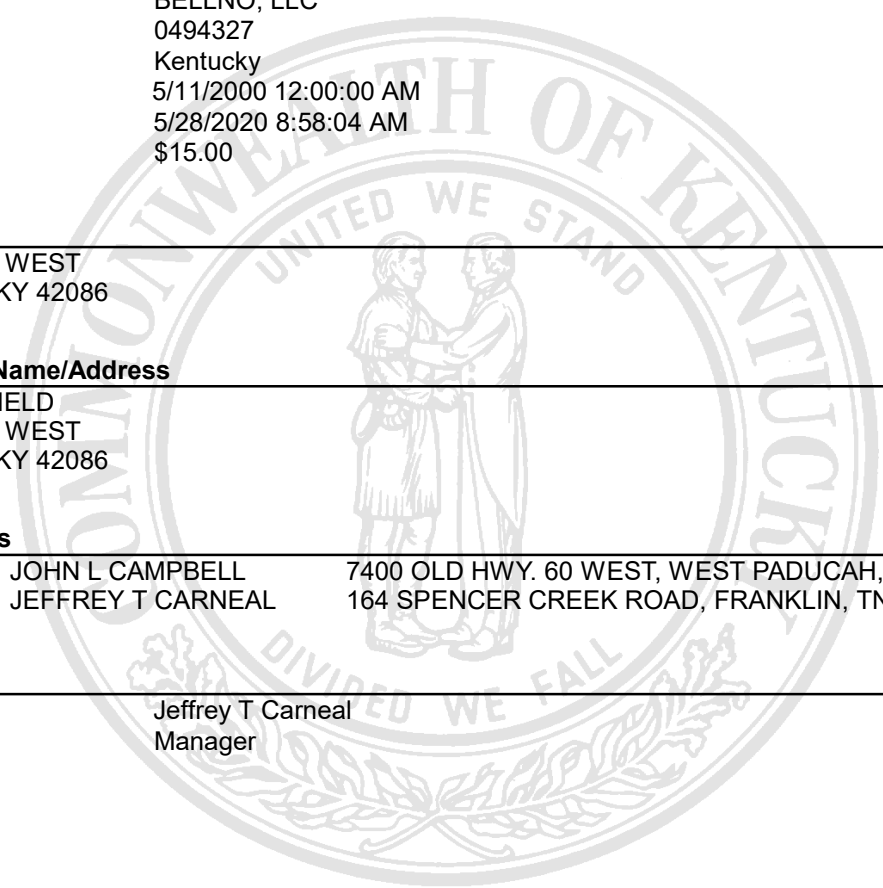 BELLNO, LLC
0494327
Kentucky
5/11/2000 12:00:00 AM
5/28/2020 8:58:04 AM
$15.00
COMMONWEALTH OF KENTUCKY
UNITED WE STAND
WEST
KY 42086
Name/Address
IELD
WEST
KY 42086
s
JOHN L CAMPBELL 7400 OLD HWY. 60 WEST, WEST PADUCAH,
JEFFREY T CARNEAL 164 SPENCER CREEK ROAD, FRANKLIN, TN
DIVIDED WE FALL
Jeffrey T Carneal
Manager